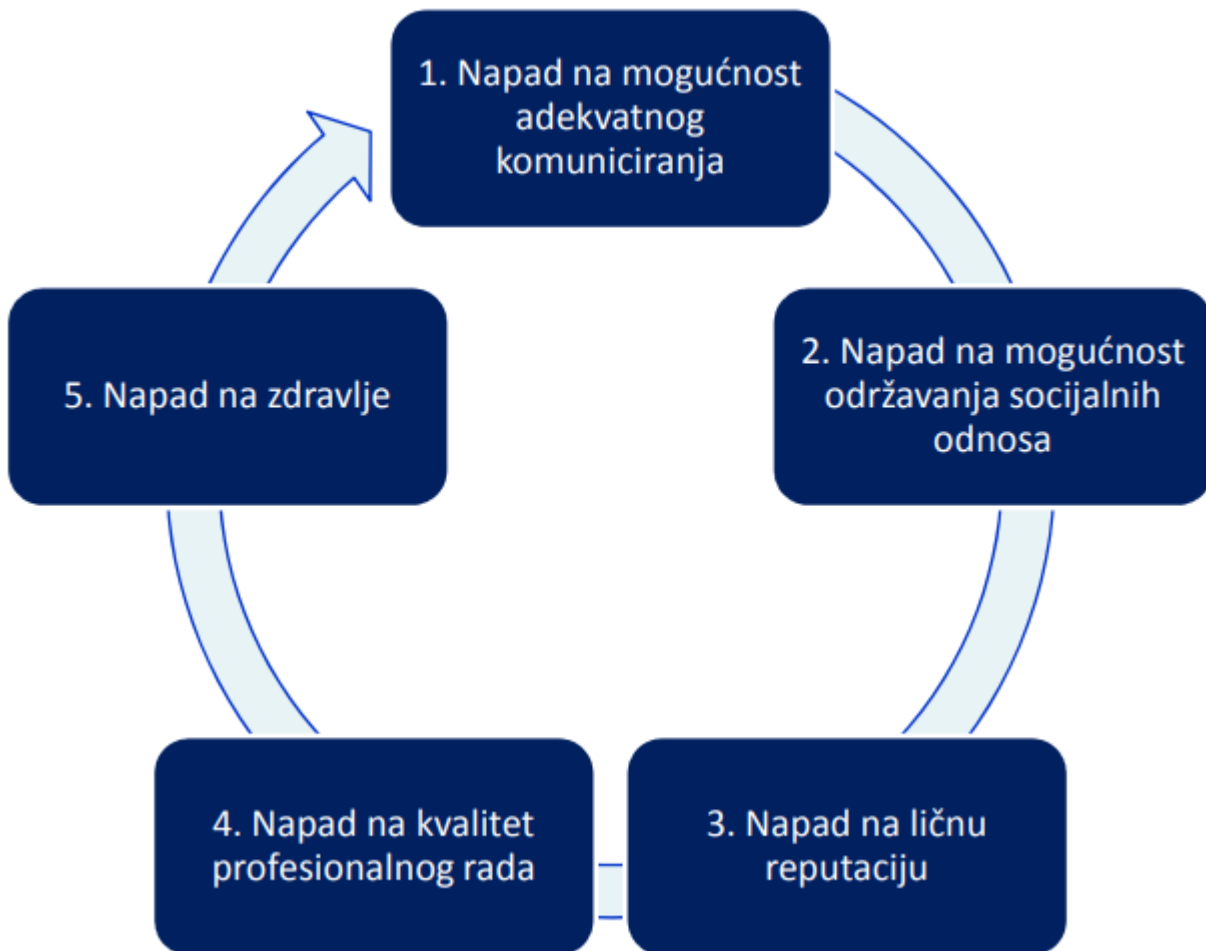 1. Napad na mogućnost
adekvatnog
komuniciranja
2. Napad na mogućnost
održavanja socijalnih
odnosa
3. Napad na ličnu
reputaciju
4. Napad na kvalitet
profesionalnog rada
5. Napad na zdravlje